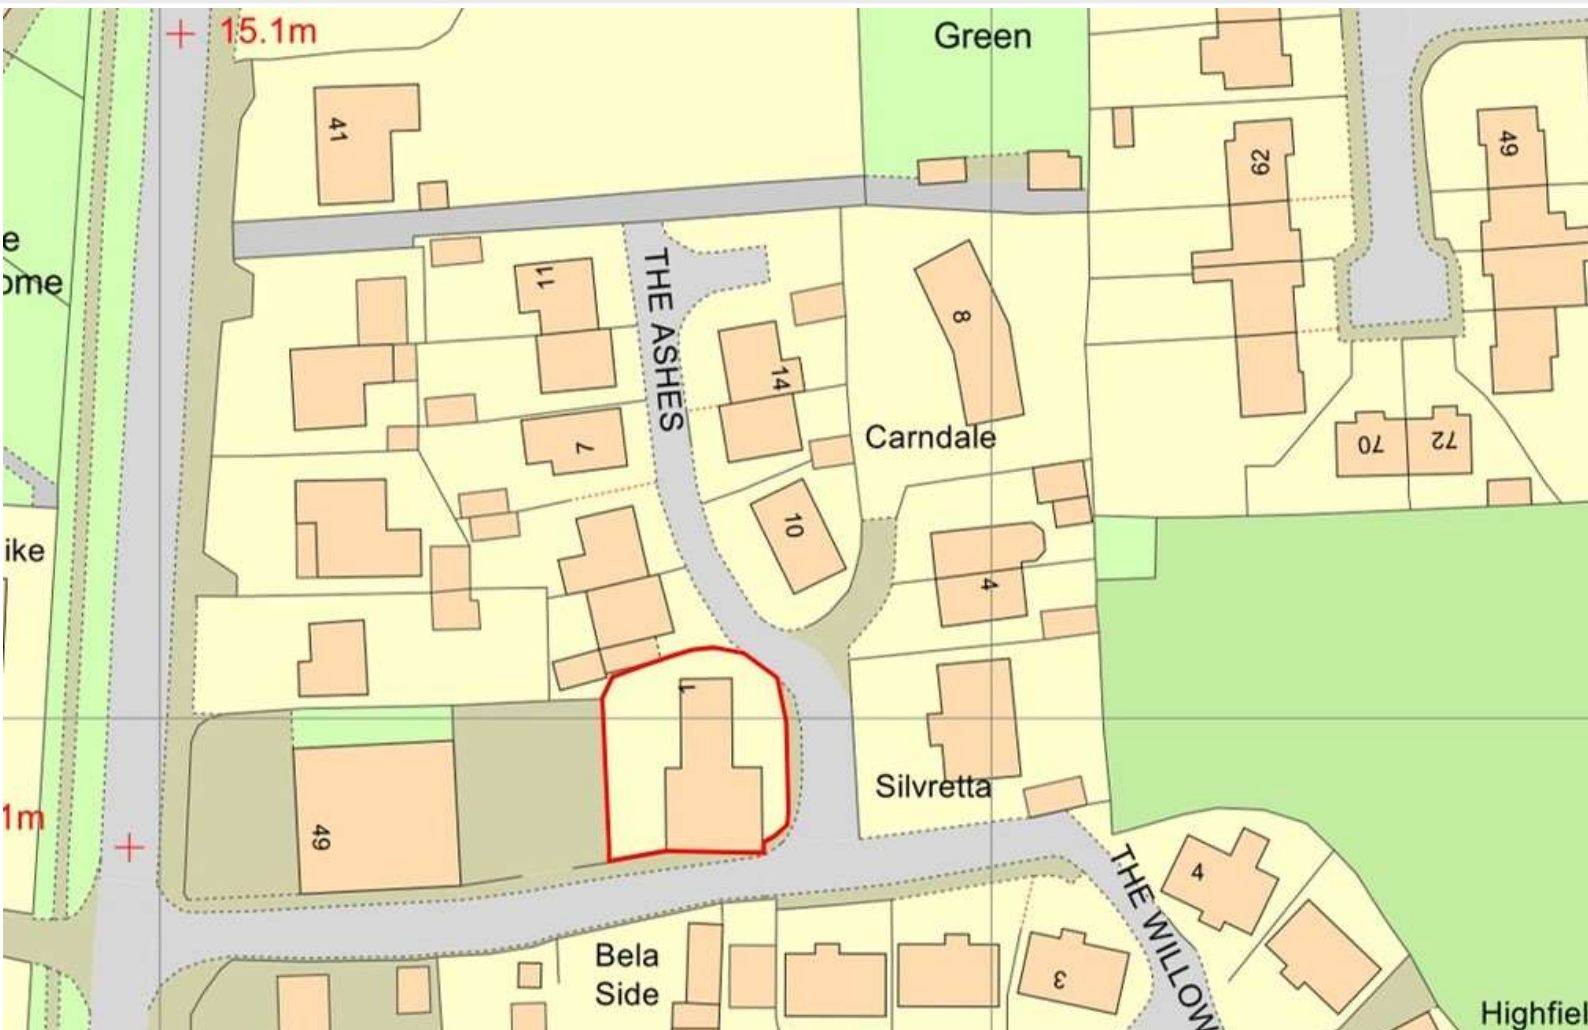 15.1m
Green
41
62
49
e
ome
THE ASHES
11
8
14
Carndale
7
70
72
10
ike
4
1
Silvretta
1m
49
THE WILLOW
4
Bela
Side
3
Highfiel